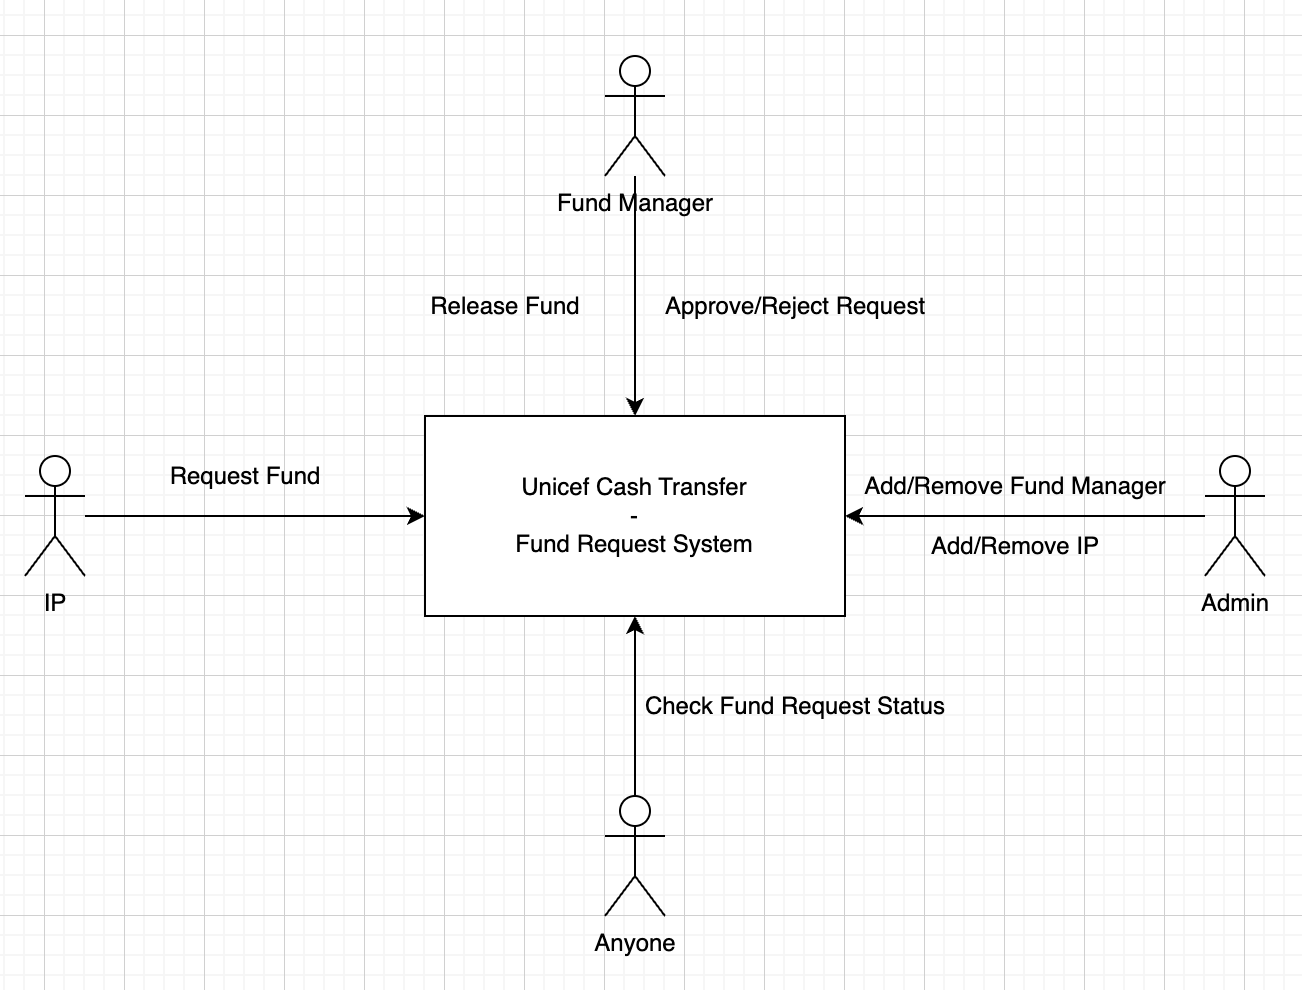 Fund Manager
Release Fund
Approve/Reject Request
Request Fund
Unicef Cash Transfer
-
Fund Request System
Add/Remove Fund Manager
Add/Remove IP
IP
Admin
Check Fund Request Status
Anyone